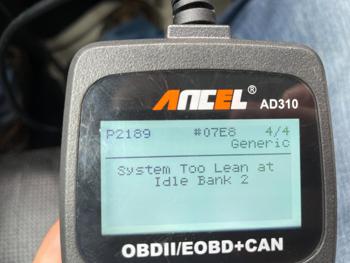 ANCEL®
AD310
P2189 #07E8 4/4
Generic
System Too Lean at
Idle Bank 2
OBDII/EOBD+CAN